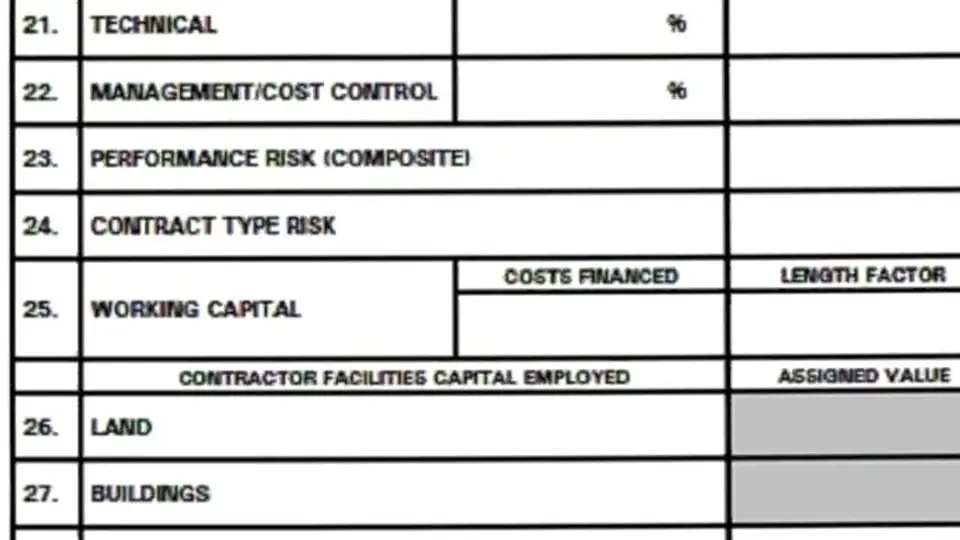 21. TECHNICAL %
22. MANAGEMENT/COST CONTROL %
23. PERFORMANCE RISK (COMPOSITE)
24. CONTRACT TYPE RISK
COSTS FINANCED LENGTH FACTOR
25. WORKING CAPITAL
CONTRACTOR FACILITIES CAPITAL EMPLOYED ASSIGNED VALUE
26. LAND
27. BUILDINGS